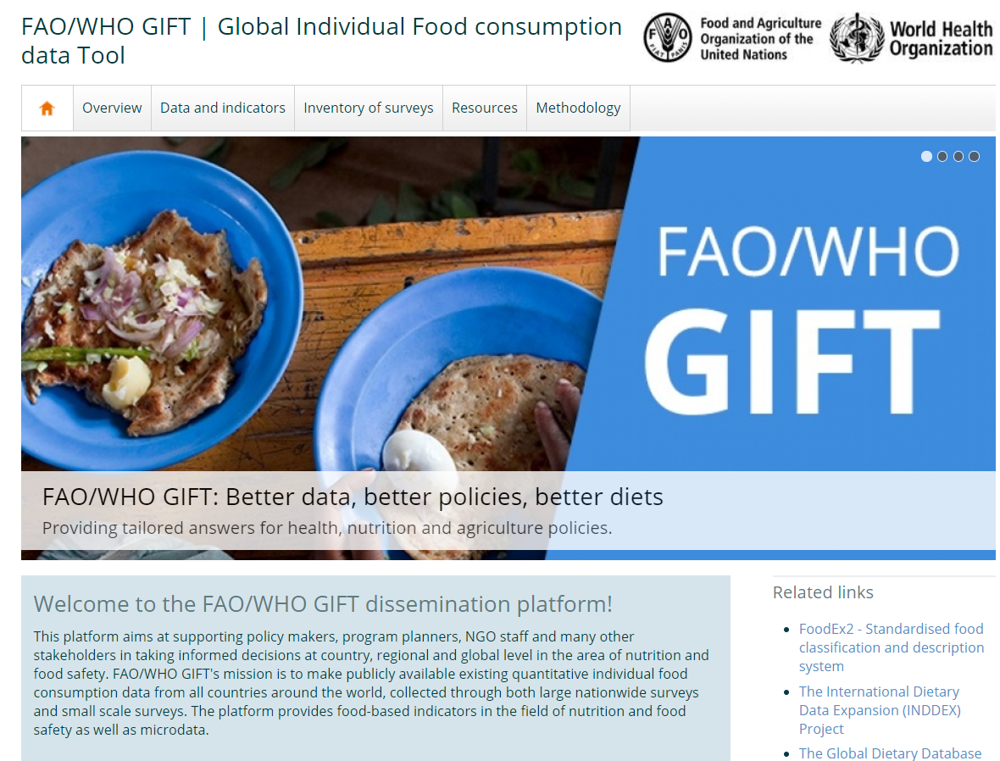 FAO/WHO GIFT | Global Individual Food consumption
data Tool
FAO
FIAT PANIS
Food and Agriculture
Organization of the
United Nations
World Health
Organization
Overview
Data and indicators
Inventory of surveys
Resources
Methodology
FAO/WHO
GIFT
FAO/WHO GIFT: Better data, better policies, better diets
Providing tailored answers for health, nutrition and agriculture policies.
Welcome to the FAO/WHO GIFT dissemination platform!
This platform aims at supporting policy makers, program planners, NGO staff and many other
stakeholders in taking informed decisions at country, regional and global level in the area of nutrition and
food safety. FAO/WHO GIFT's mission is to make publicly available existing quantitative individual food
consumption data from all countries around the world, collected through both large nationwide surveys
and small scale surveys. The platform provides food-based indicators in the field of nutrition and food
safety as well as microdata.
Related links
FoodEx2 - Standardised food
classification and description
system
The International Dietary
Data Expansion (INDDEX)
Project
The Global Dietary Database